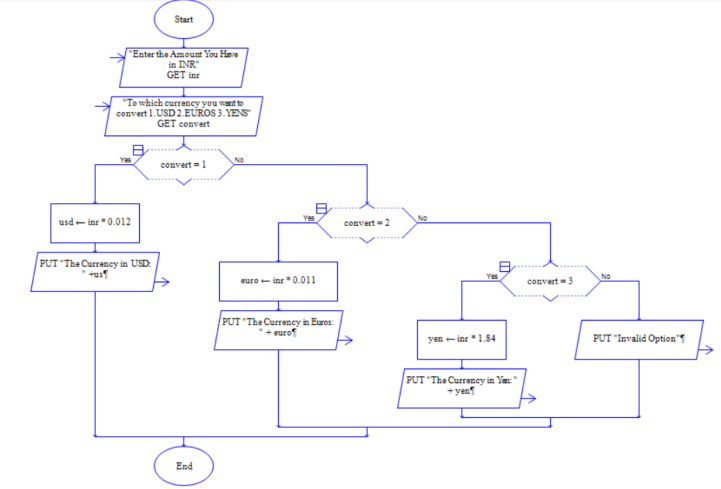 Start
"Enter the Amount You Have
in INR"
GET inr
"To which currency you want to
convert 1.USD 2.EUROS 3.YENS"
GET convert
Yes
convert = 1
No
usd ← inr * 0.012
PUT "The Currency in USD:
" +us¶
Yes
convert = 2
No
euro ← inr * 0.011
PUT "The Currency in Euros:
" + euro¶
Yes
convert = 3
No
yen ← inr * 1.84
PUT "The Currency in Yen: "
+ yen¶
PUT "Invalid Option"¶
End